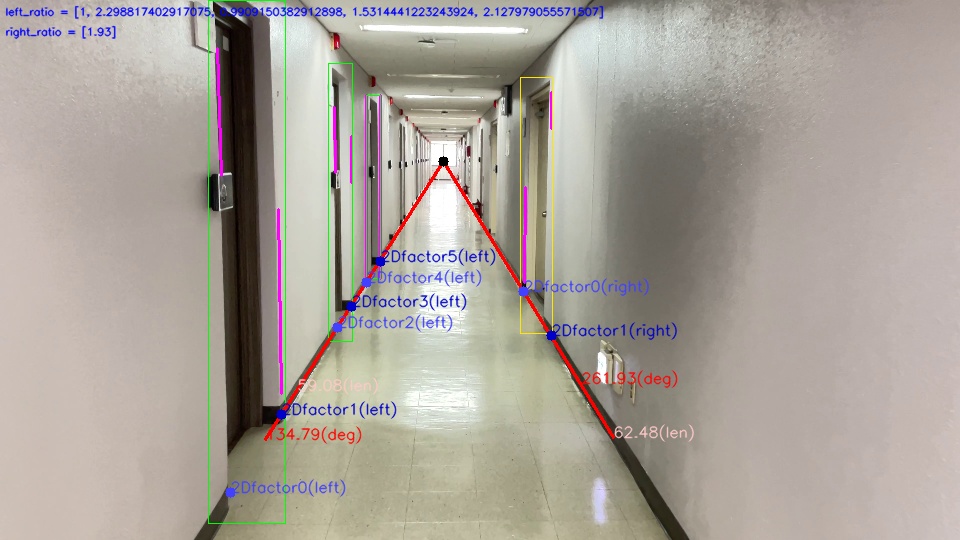 left_ratio = [1, 2.298817402917075, 0.9909150382912898, 1.5314441223243924, 2.127979055571507]
right_ratio = [1.93]
2Dfactor5(left)
2Dfactor4(left)
2Dfactor0(right)
2Dfactor3(left)
2Dfactor2(left)
2Dfactor1(right)
261.93(deg)
59.08(len)
2Dfactor1(left)
134.79(deg)
62.48(len)
2Dfactor0(left)